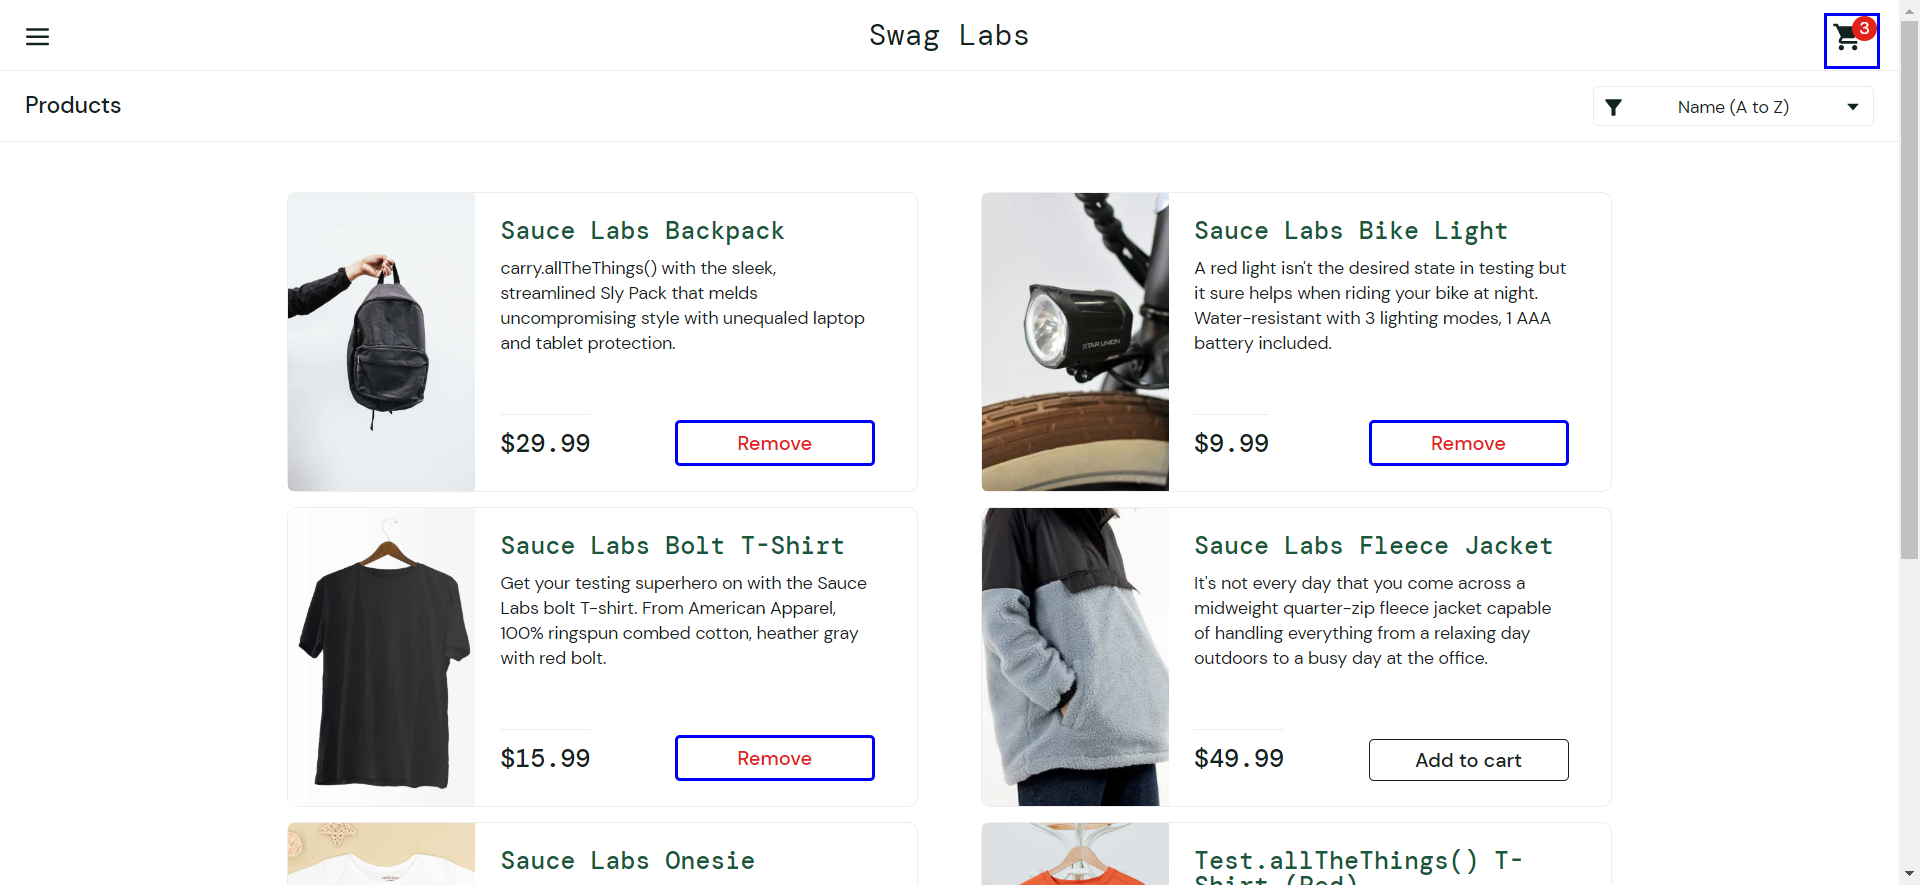 Swag Labs
3
Products
Name (A to Z)
Sauce Labs Backpack
carry.allTheThings() with the sleek,
streamlined Sly Pack that melds
uncompromising style with unequaled laptop
and tablet protection.
$29.99
Remove
STAR UNION
Sauce Labs Bike Light
A red light isn't the desired state in testing but
it sure helps when riding your bike at night.
Water-resistant with 3 lighting modes, 1 AAA
battery included.
$9.99
Remove
Sauce Labs Bolt T-Shirt
Get your testing superhero on with the Sauce
Labs bolt T-shirt. From American Apparel,
100% ringspun combed cotton, heather gray
with red bolt.
$15.99
Remove
Sauce Labs Fleece Jacket
It's not every day that you come across a
midweight quarter-zip fleece jacket capable
of handling everything from a relaxing day
outdoors to a busy day at the office.
$49.99
Add to cart
Sauce Labs Onesie
Test.allTheThings() T-
Shirt (Red)